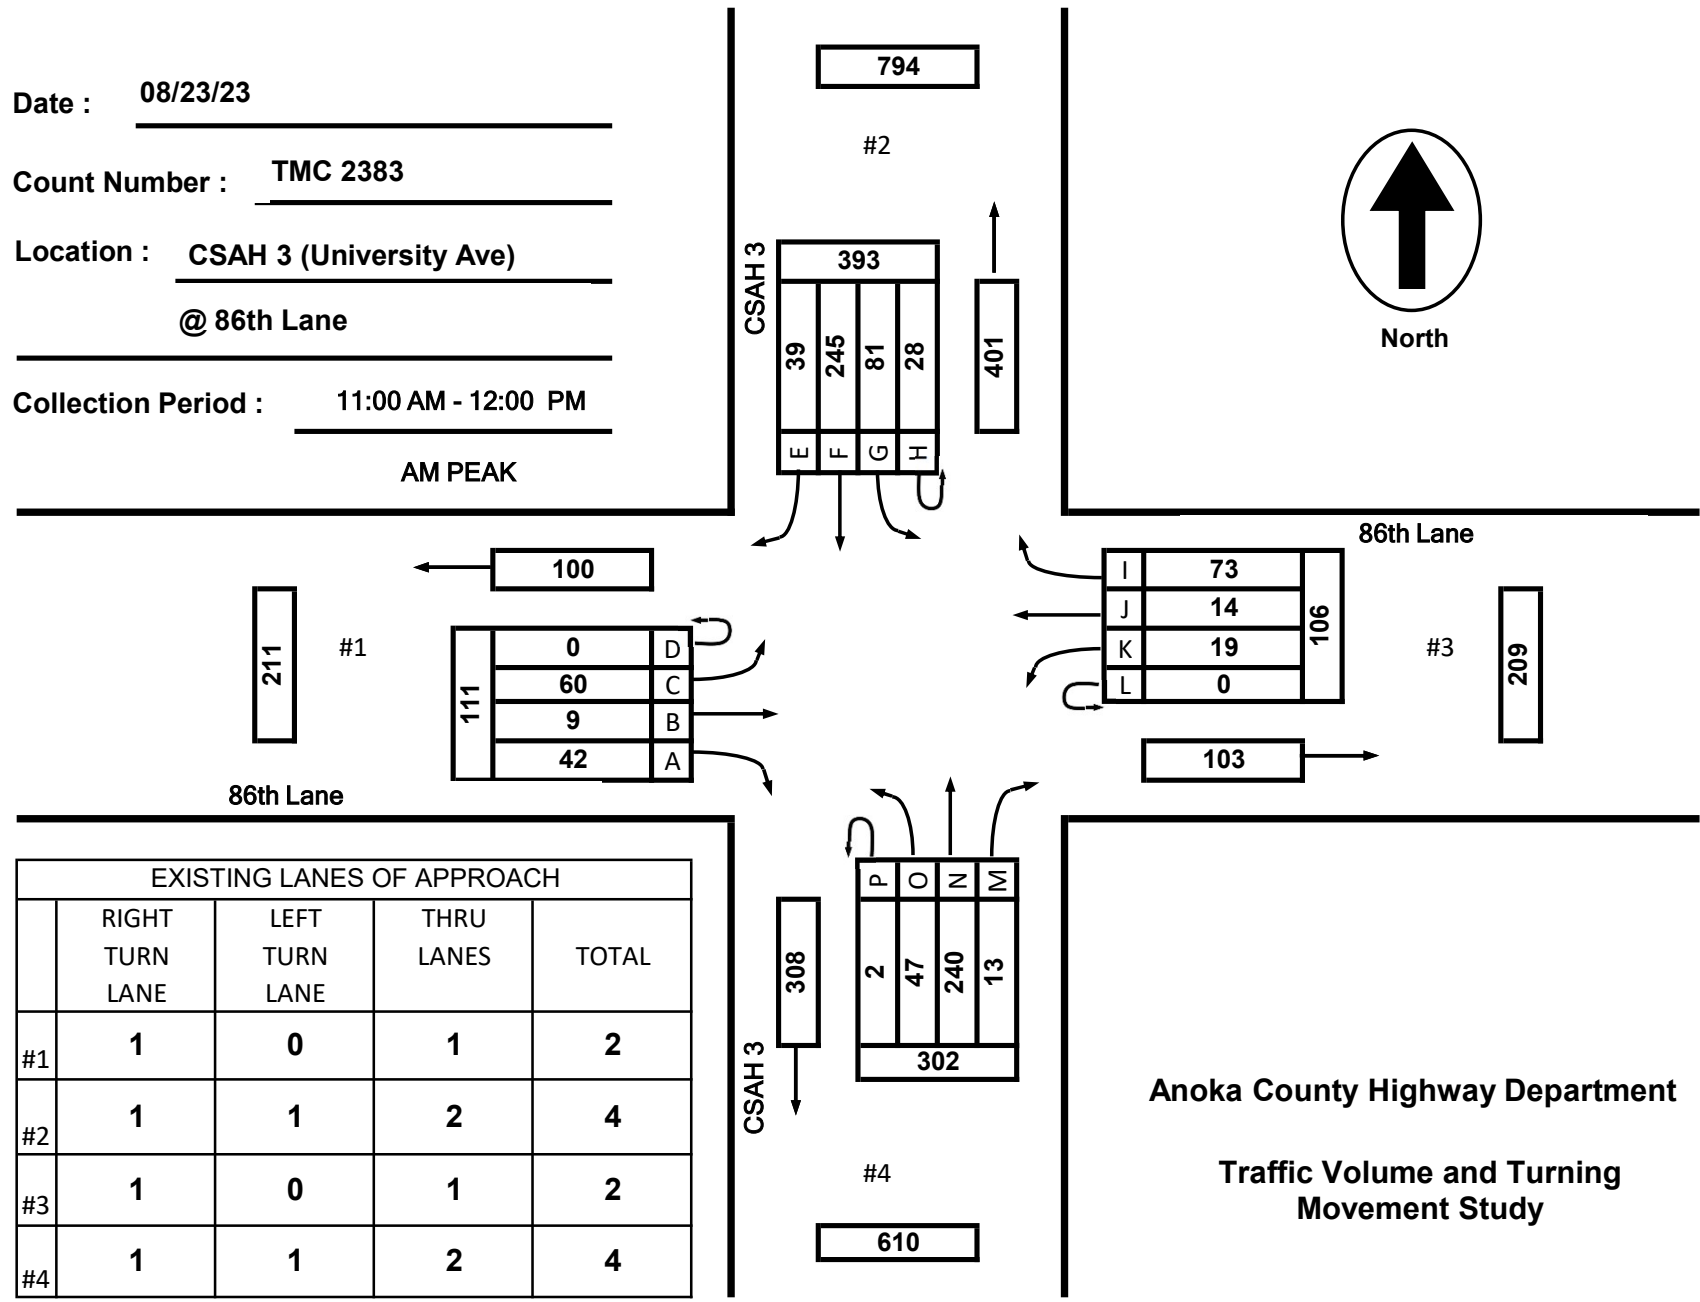 Date : 08/23/23
Count Number : TMC 2383
Location : CSAH 3 (University Ave)
@ 86th Lane
Collection Period : 11:00 AM - 12:00 PM
AM PEAK
794
#2
CSAH 3
393
39 245 81 28
E F G H
401
North
86th Lane
100
211
#1
111
0 D
60 C
9 B
42 A
86th Lane
I 73
J 14
K 19
L 0
106
#3
209
103
P O N M
2 47 240 13
302
308
CSAH 3
#4
610
EXISTING LANES OF APPROACH
RIGHT TURN LANE
LEFT TURN LANE
THRU LANES
TOTAL
#1 1 0 1 2
#2 1 1 2 4
#3 1 0 1 2
#4 1 1 2 4
Anoka County Highway Department
Traffic Volume and Turning
Movement Study